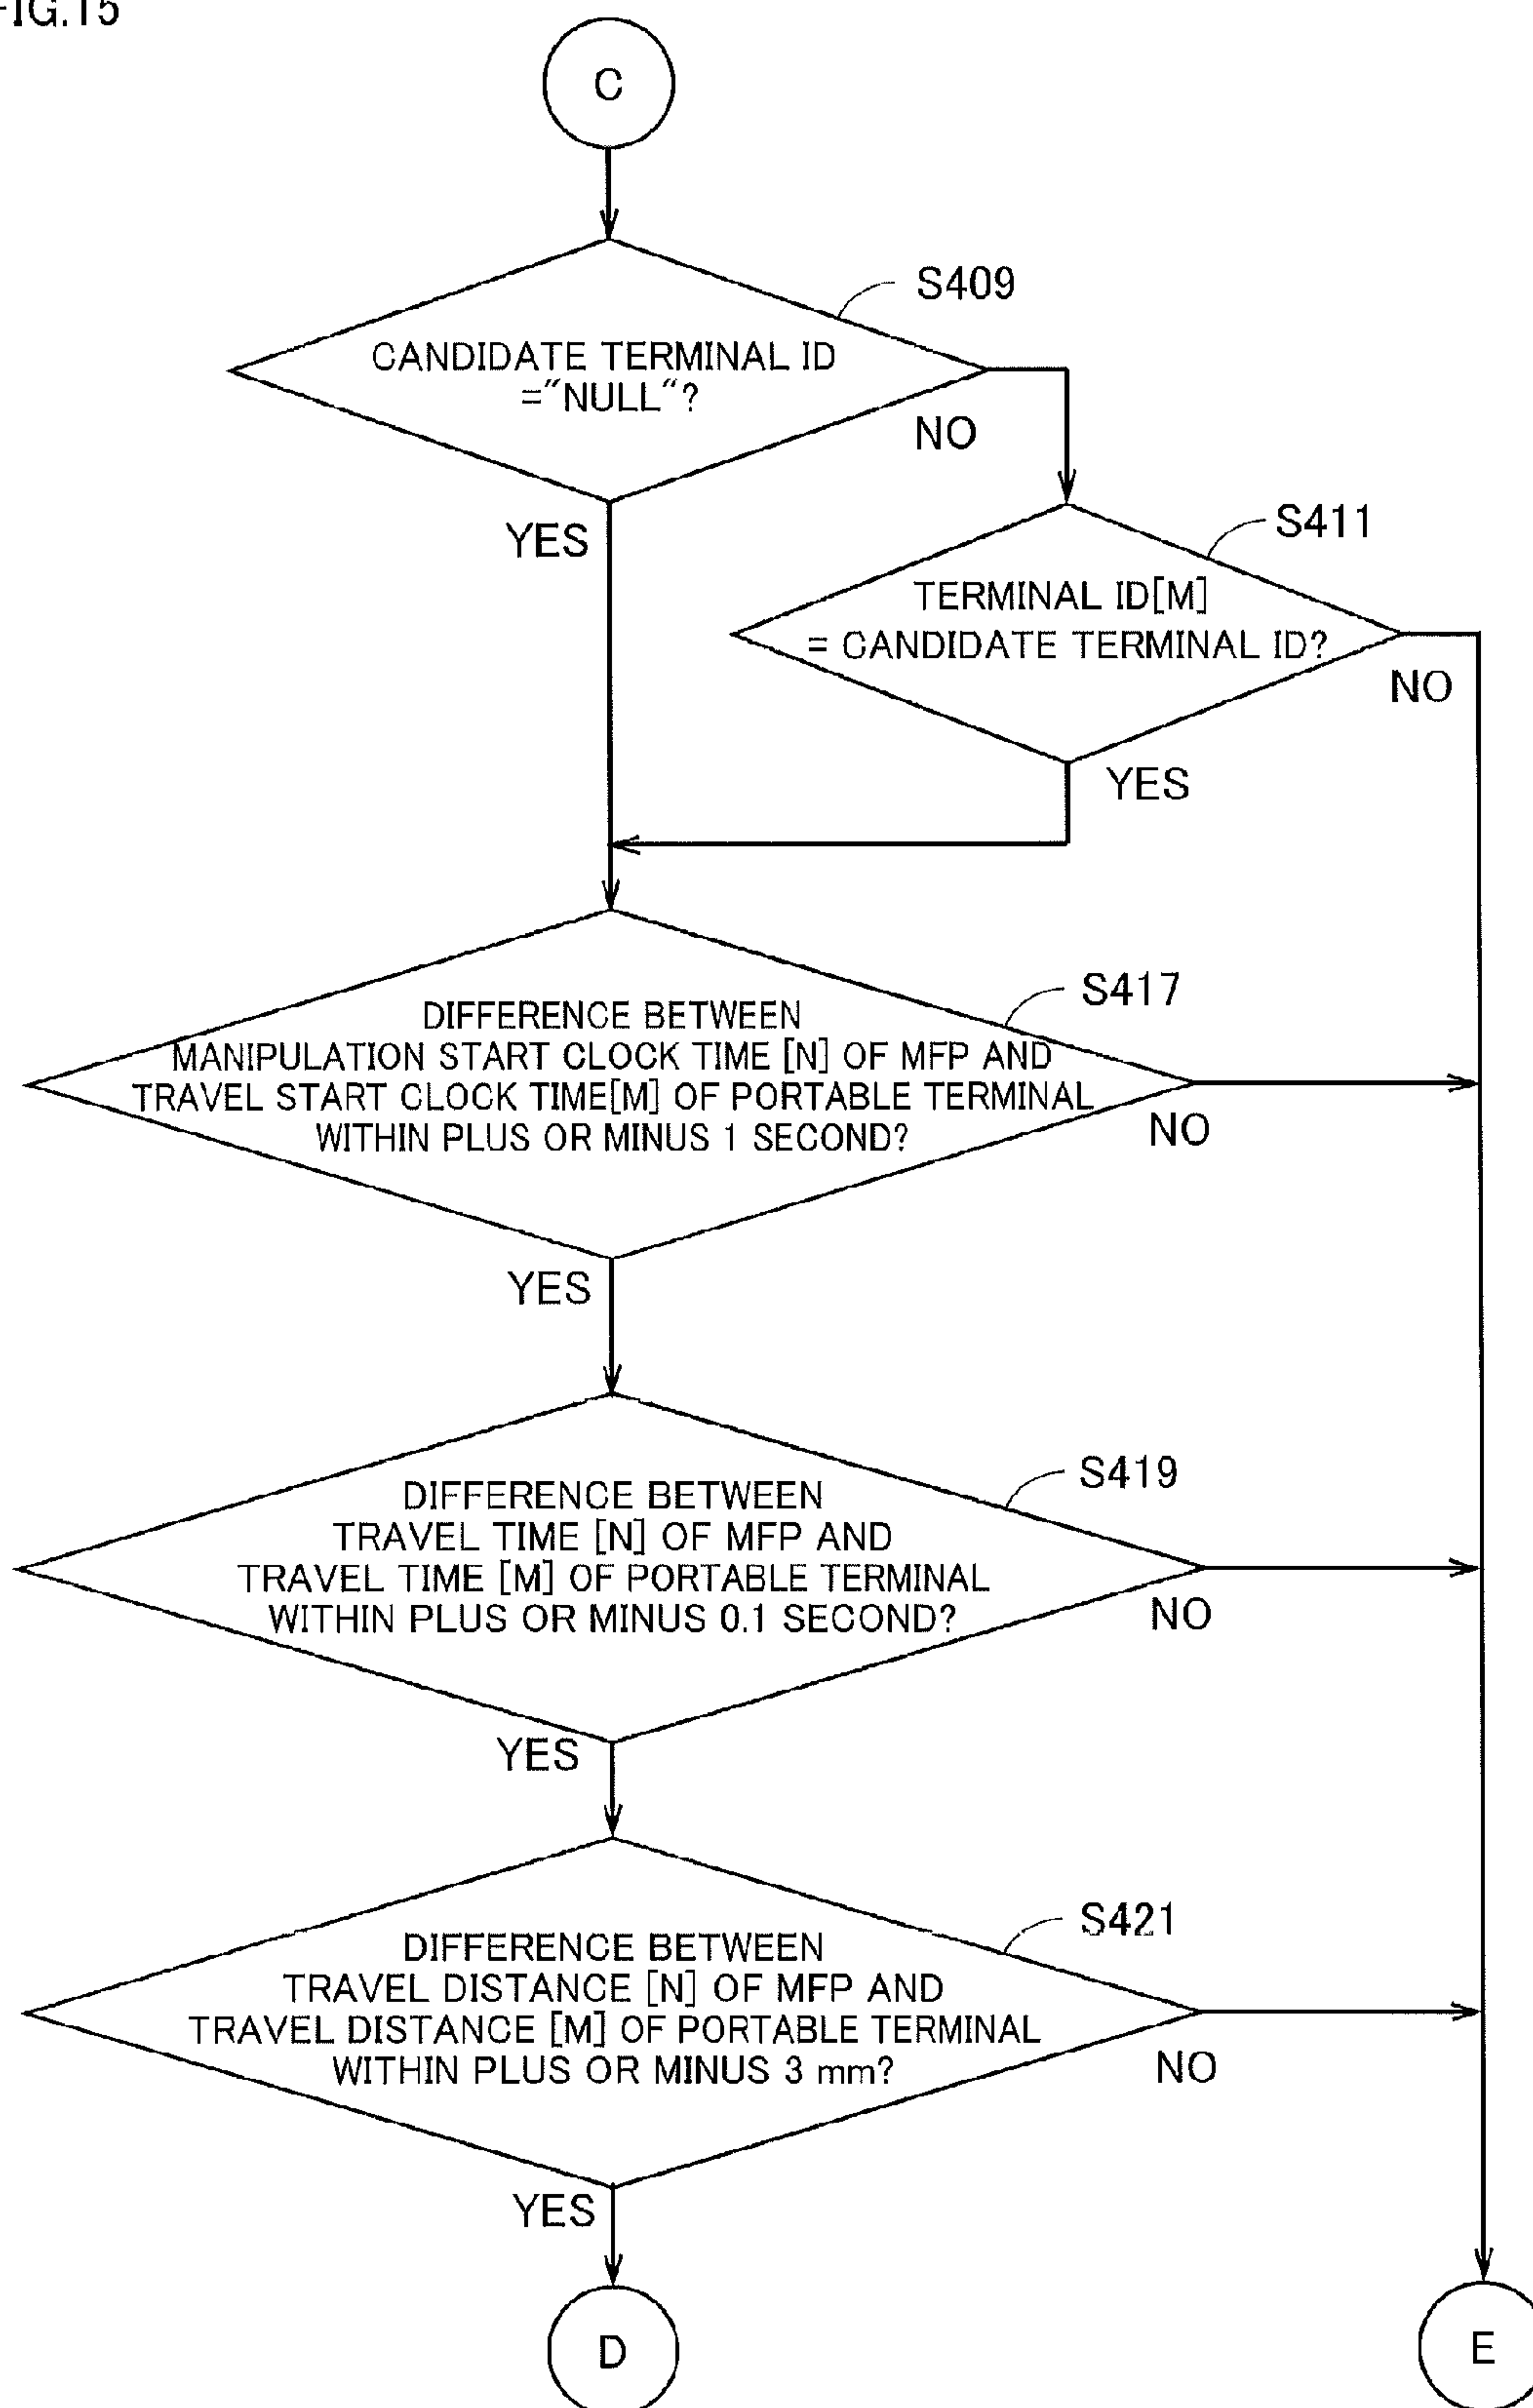 FIG.15
C
S409
CANDIDATE TERMINAL ID
="NULL"?
NO
YES
S411
TERMINAL ID[M]
= CANDIDATE TERMINAL ID?
NO
YES
S417
DIFFERENCE BETWEEN
MANIPULATION START CLOCK TIME [N] OF MFP AND
TRAVEL START CLOCK TIME[M] OF PORTABLE TERMINAL
WITHIN PLUS OR MINUS 1 SECOND?
NO
YES
S419
DIFFERENCE BETWEEN
TRAVEL TIME [N] OF MFP AND
TRAVEL TIME [M] OF PORTABLE TERMINAL
WITHIN PLUS OR MINUS 0.1 SECOND?
NO
YES
S421
DIFFERENCE BETWEEN
TRAVEL DISTANCE [N] OF MFP AND
TRAVEL DISTANCE [M] OF PORTABLE TERMINAL
WITHIN PLUS OR MINUS 3 mm?
NO
YES
D
E